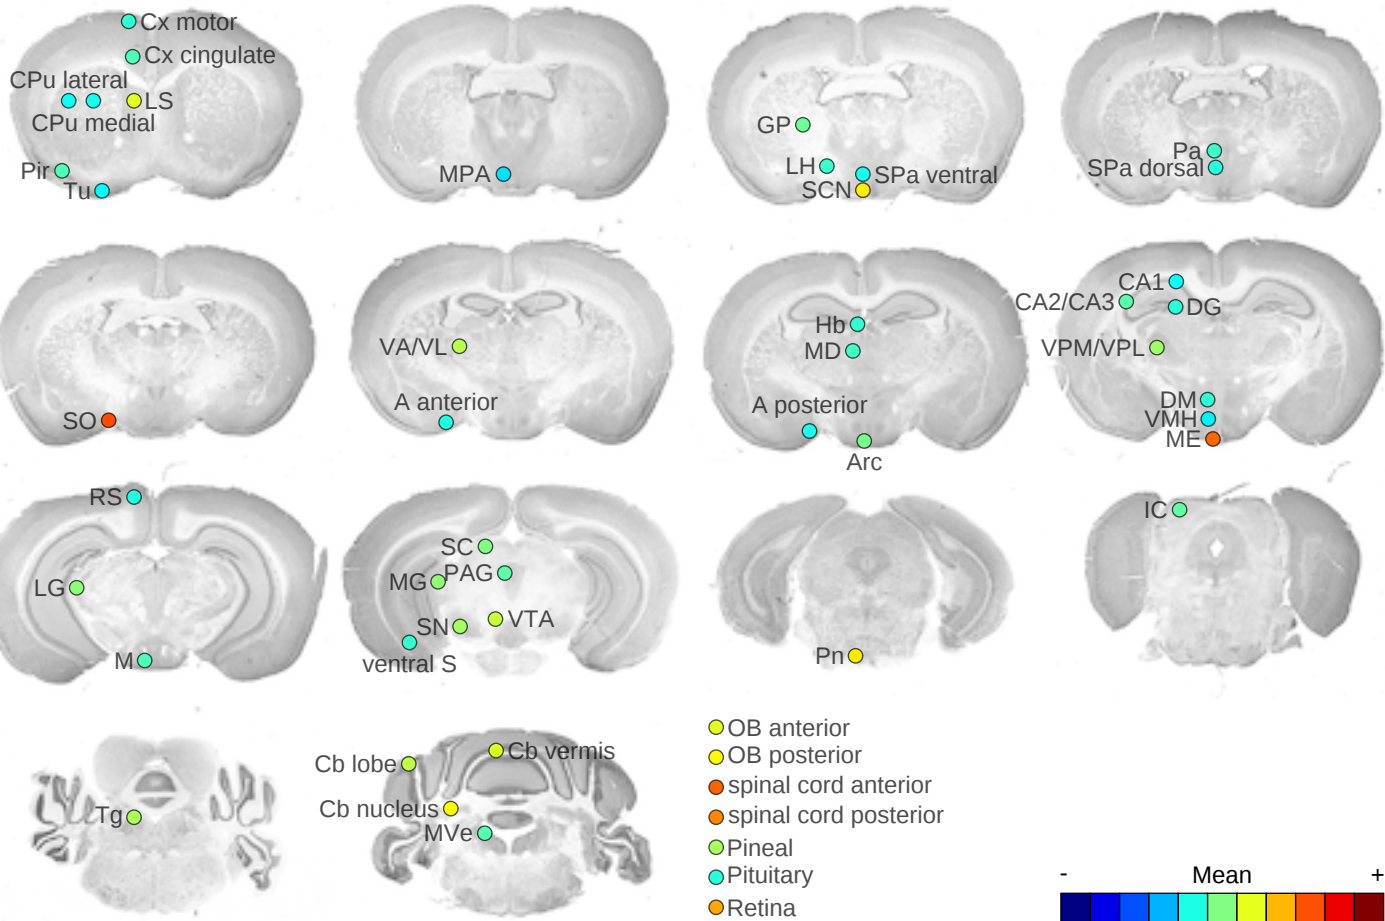 Cx motor
Cx cingulate
CPu lateral
LS
CPu medial
Pir
Tu
MPA
GP
LH
SPa ventral
SCN
Pa
SPa dorsal
SO
VA/VL
A anterior
Hb
MD
A posterior
Arc
CA1
CA2/CA3
DG
VPM/VPL
DM
VMH
ME
RS
LG
M
SC
MG
PAG
SN
VTA
ventral S
Pn
IC
Tg
Cb lobe
Cb vermis
Cb nucleus
MVe
OB anterior
OB posterior
spinal cord anterior
spinal cord posterior
Pineal
Pituitary
Retina
- Mean +